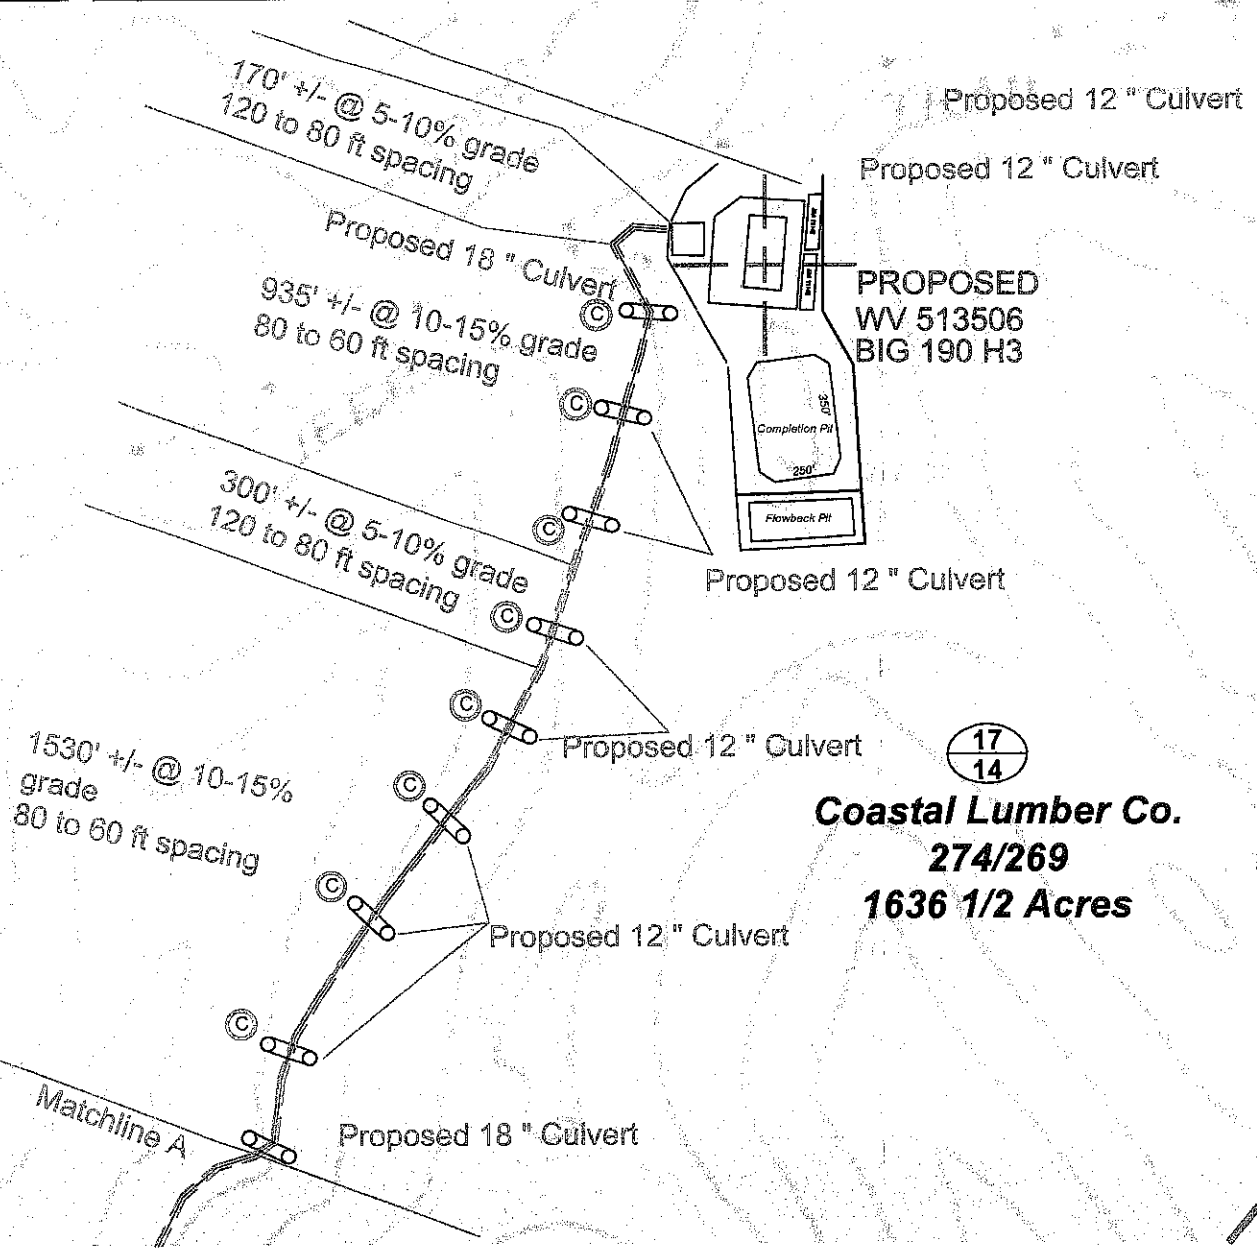 170' +/- @ 5-10% grade
120 to 80 ft spacing
Proposed 12 " Culvert
Proposed 12 " Culvert
Proposed 18 " Culvert
935' +/- @ 10-15% grade
80 to 60 ft spacing
C
PROPOSED
WV 513506
BIG 190 H3
C
350'
Completion Pit
250'
300' +/- @ 5-10% grade
120 to 80 ft spacing
C
Flowback Pit
Proposed 12 " Culvert
C
C
Proposed 12 " Culvert
1530' +/- @ 10-15%
grade
80 to 60 ft spacing
C
17
14
Coastal Lumber Co.
274/269
1636 1/2 Acres
C
Proposed 12 " Culvert
C
Matchline A
Proposed 18 " Culvert